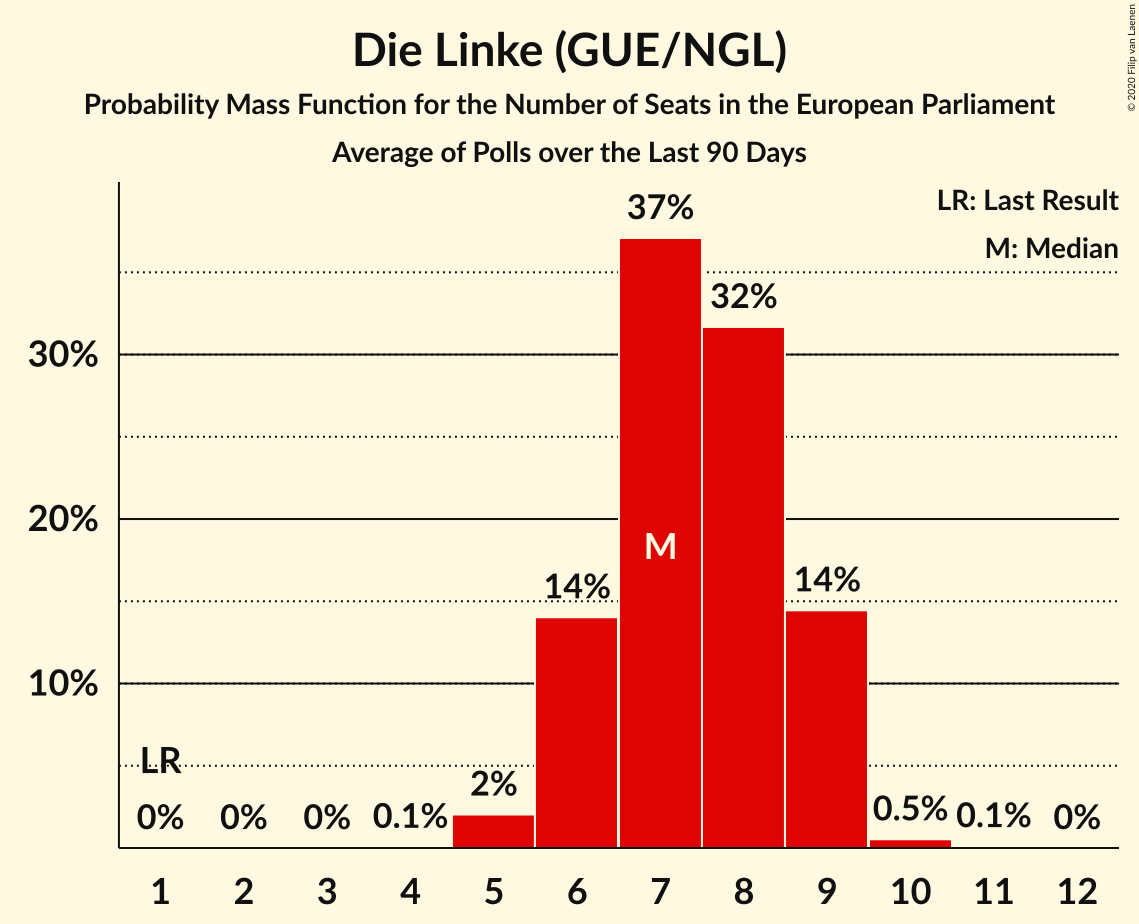 Die Linke (GUE/NGL)
Probability Mass Function for the Number of Seats in the European Parliament
Average of Polls over the Last 90 Days
© 2020 Filip van Laenen
LR: Last Result
M: Median
37%
32%
30%
20%
M
14%
14%
10%
LR
2%
0%
0%
0%
0.1%
0.5%
0.1%
0%
1 2 3 4 5 6 7 8 9 10 11 12